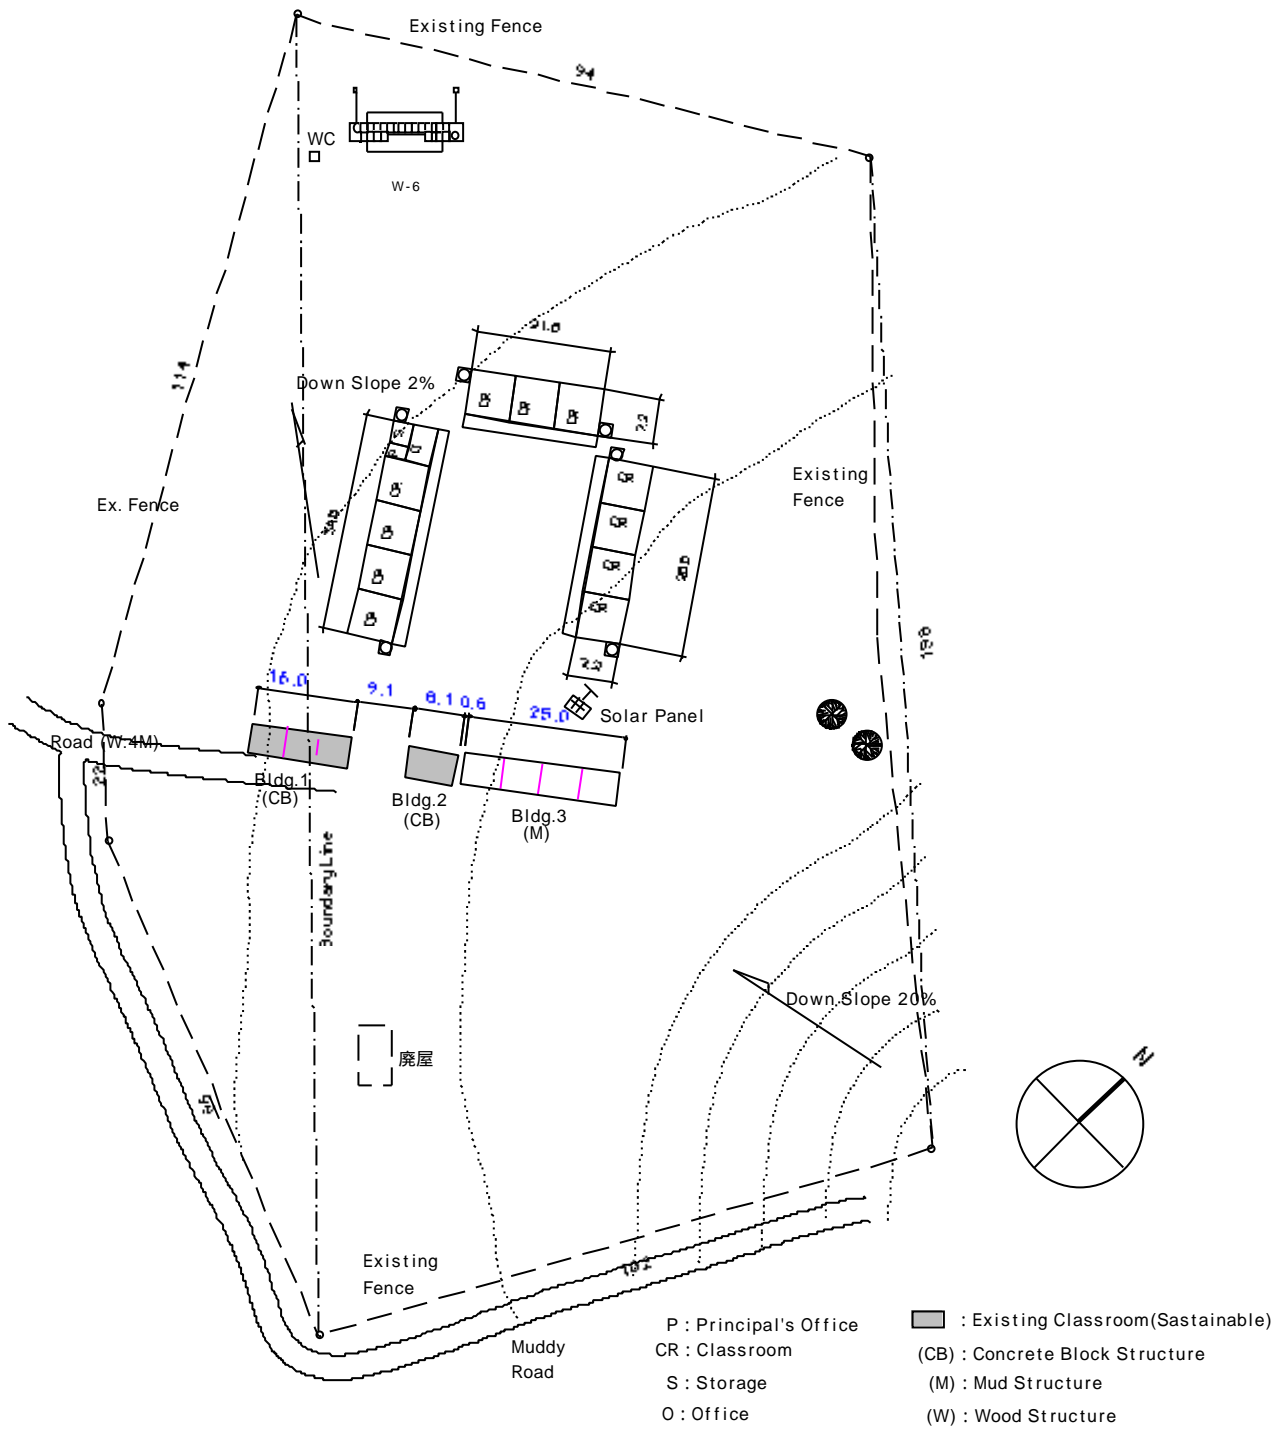 Existing Fence
94
WC
W-6
21.6
Down Slope 2%
7.2
114
CR
CR
CR
CR
Existing
Fence
Ex. Fence
7.2
198
16.0
9.1
8.1
0.6
25.0
Solar Panel
Road (W:4M)
Bldg.1
(CB)
Bldg.2
(CB)
Bldg.3
(M)
Boundary Line
Down Slope 20%
廃屋
N
Existing
Fence
Muddy
Road
P : Principal's Office
CR : Classroom
S : Storage
O : Office
: Existing Classroom(Sastainable)
(CB) : Concrete Block Structure
(M) : Mud Structure
(W) : Wood Structure